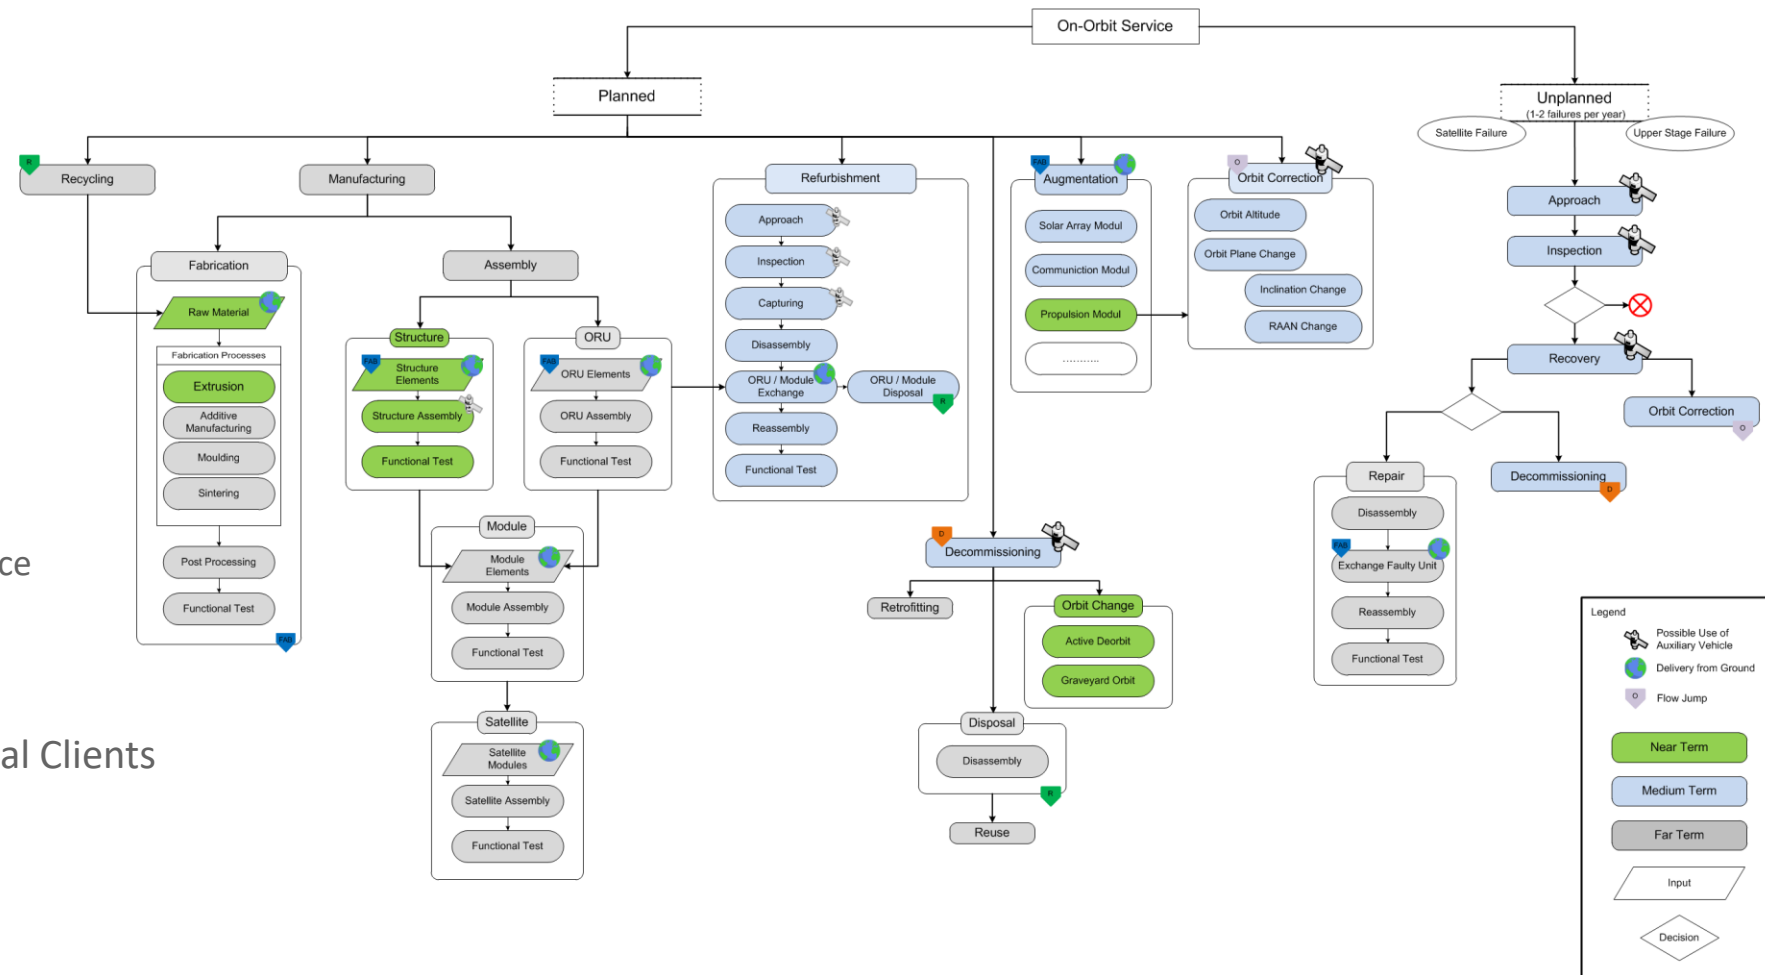 On-Orbit Service
Planned
Unplanned
(1-2 failures per year)
Satellite Failure
Upper Stage Failure
R
Recycling
Manufacturing
Refurbishment
FAB
Augmentation
O
Orbit Correction
Approach
Inspection
Recovery
Orbit Correction
O
Decommissioning
D
Repair
Disassembly
FAB
Exchange Faulty Unit
Reassembly
Functional Test
Fabrication
Raw Material
Fabrication Processes
Extrusion
Additive
Manufacturing
Moulding
Sintering
Post Processing
Functional Test
FAB
Assembly
Structure
FAB
Structure
Elements
Structure Assembly
Functional Test
ORU
FAB
ORU Elements
ORU Assembly
Functional Test
Module
Module
Elements
Module Assembly
Functional Test
Satellite
Satellite
Modules
Satellite Assembly
Functional Test
Approach
Inspection
Capturing
Disassembly
ORU / Module
Exchange
ORU / Module
Disposal
R
Reassembly
Functional Test
Solar Array Modul
Communiction Modul
Propulsion Modul
...........
Orbit Altitude
Orbit Plane Change
Inclination Change
RAAN Change
D
Decommissioning
Retrofitting
Orbit Change
Active Deorbit
Graveyard Orbit
Disposal
Disassembly
R
Reuse
ce
al Clients
Legend
Possible Use of
Auxiliary Vehicle
Delivery from Ground
O
Flow Jump
Near Term
Medium Term
Far Term
Input
Decision